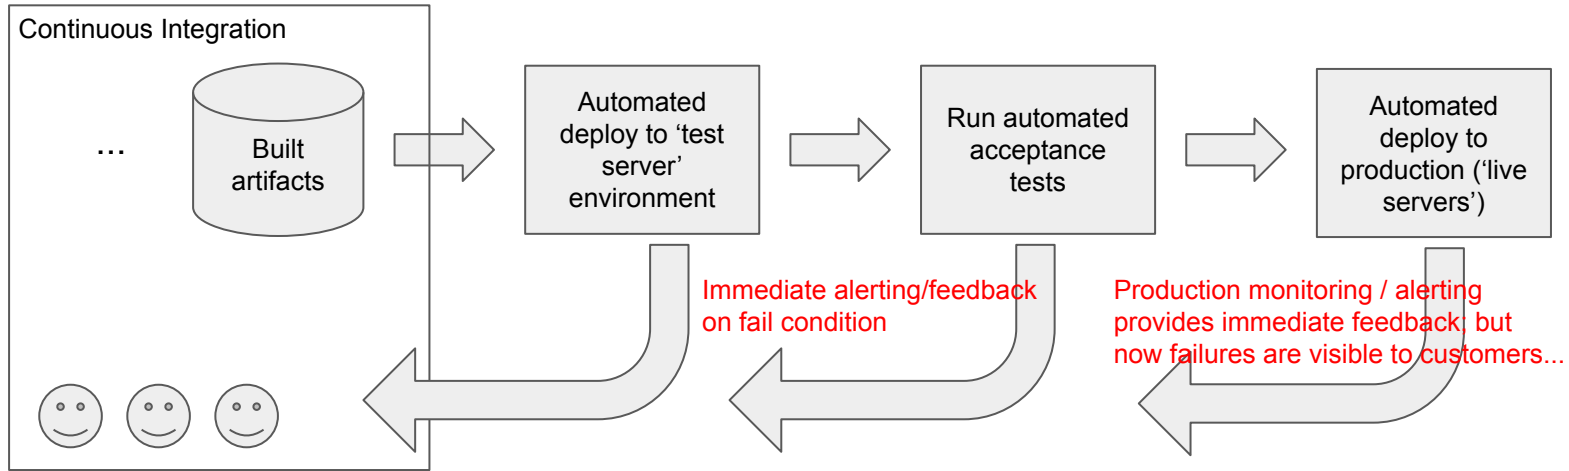 Continuous Integration
...
Built
artifacts
Automated
deploy to ‘test
server’
environment
Run automated
acceptance
tests
Automated
deploy to
production (‘live
servers’)
Immediate alerting/feedback
on fail condition
Production monitoring / alerting
provides immediate feedback; but
now failures are visible to customers...